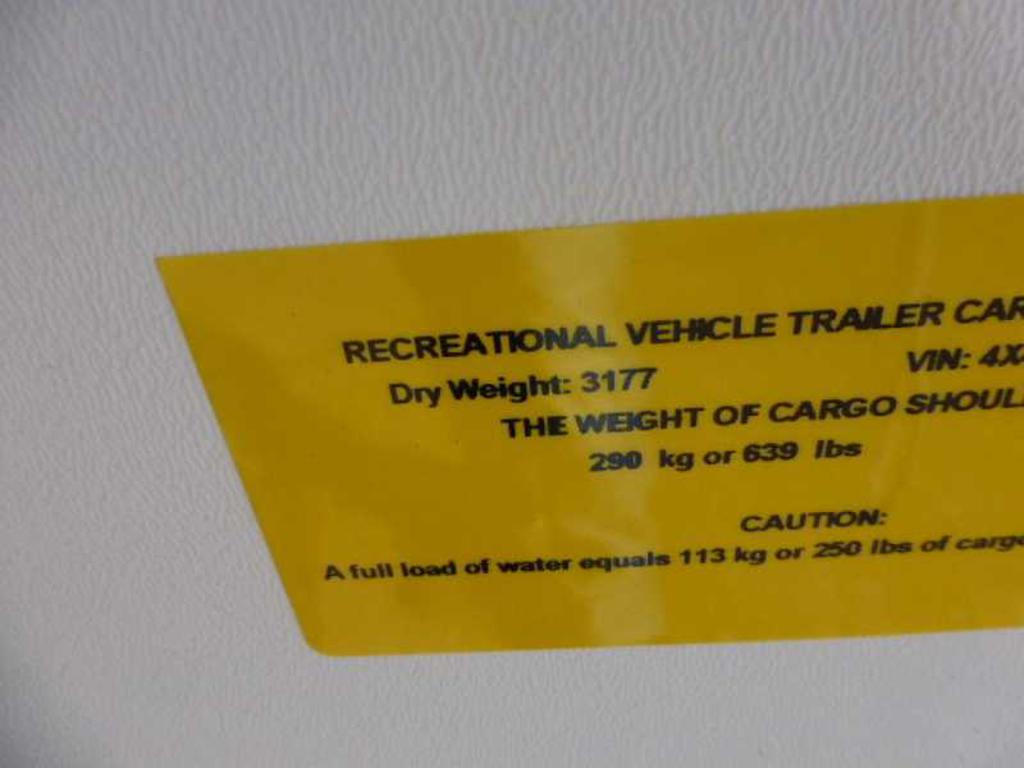 RECREATIONAL VEHICLE TRAILER CAR
Dry Weight: 3177 VIN: 4X
THE WEIGHT OF CARGO SHOUL
290 kg or 639 lbs
CAUTION:
A full load of water equals 113 kg or 250 lbs of cargo